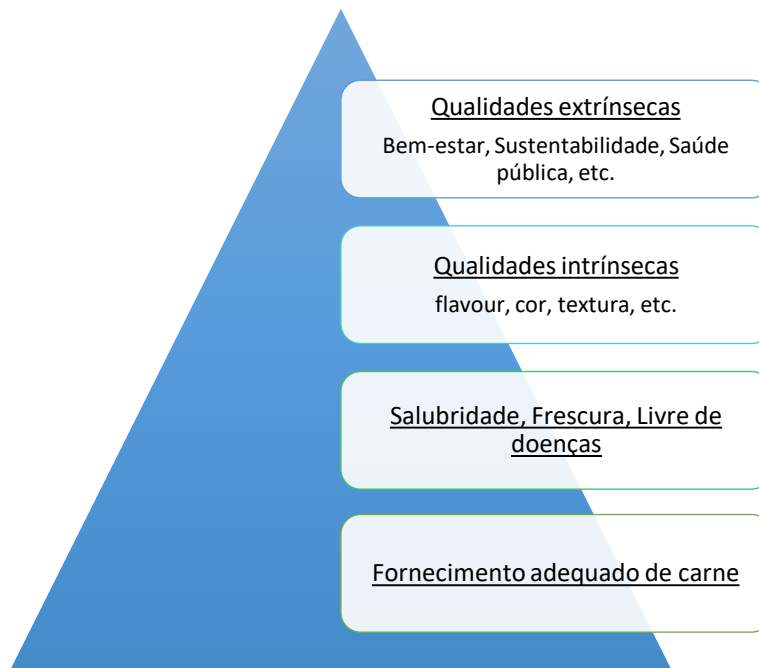 Qualidades extrínsecas
Bem-estar, Sustentabilidade, Saúde
pública, etc.
Qualidades intrínsecas
flavour, cor, textura, etc.
Salubridade, Frescura, Livre de
doenças
Fornecimento adequado de carne